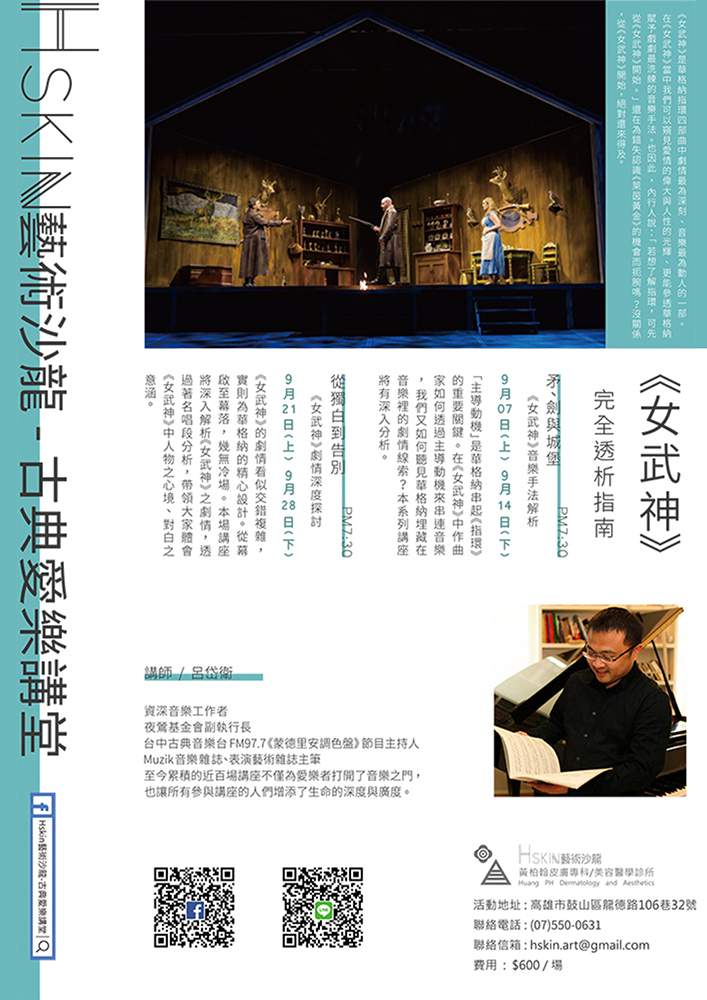 HSKIN藝術沙龍‧古典愛樂講堂
《女武神》是華格納指環四部曲中劇情最為深刻、音樂最為動人的一部。
在《女武神》當中我們可以窺見愛情的偉大與人性的光輝、更能參透華格納
賦予戲劇最洗練的音樂手法。也因此，內行人說：「若想了解指環，可先
從《女武神》開始。」還在為錯失認識《萊茵黃金》的機會而扼腕嗎？沒關係
，從《女武神》開始，絕對還來得及。
《女武神》
完全透析指南
矛、劍與城堡
PM7:30
《女武神》音樂手法解析
9月07日(上) 9月14日(下)
「主導動機」是華格納串起《指環》
的重要關鍵。在《女武神》中作曲
家如何透過主導動機來串連音樂
，我們又如何聽見華格納埋藏在
音樂裡的劇情線索？本系列講座
將有深入分析。
從獨白到告別
PM7:30
《女武神》劇情深度探討
9月21日(上) 9月28日(下)
《女武神》的劇情看似交錯複雜，
實則為華格納的精心設計。從幕
啟至幕落，幾無冷場。本場講座
將深入解析《女武神》之劇情，透
過著名唱段分析，帶領大家體會
《女武神》中人物之心境、對白之
意涵。
講師 / 呂岱衛
資深音樂工作者
夜鶯基金會副執行長
台中古典音樂台 FM97.7《蒙德里安調色盤》節目主持人
Muzik音樂雜誌、表演藝術雜誌主筆
至今累積的近百場講座不僅為愛樂者打開了音樂之門，
也讓所有參與講座的人們增添了生命的深度與廣度。
Hskin藝術沙龍‧古典愛樂講堂
LINE
HSKIN藝術沙龍
黃柏翰皮膚專科/美容醫學診所
Huang PH Dermatology and Aesthetics
活動地址 : 高雄市鼓山區龍德路106巷32號
聯絡電話 : (07)550-0631
聯絡信箱 : hskin.art@gmail.com
費用 : $600 / 場